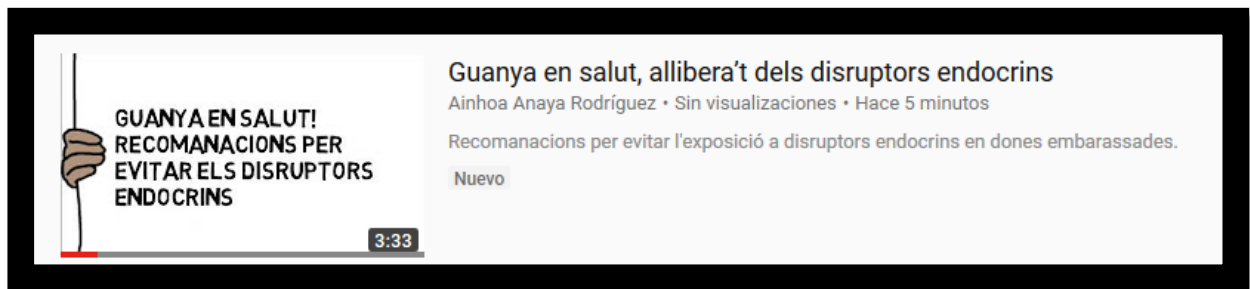 GUANYA EN SALUT!
RECOMANACIONS PER
EVITAR ELS DISRUPTORS
ENDOCRINS
3:33
Guanya en salut, allibera't dels disruptors endocrins
Ainhoa Anaya Rodríguez • Sin visualizaciones • Hace 5 minutos
Recomanacions per evitar l'exposició a disruptors endocrins en dones embarassades.
Nuevo